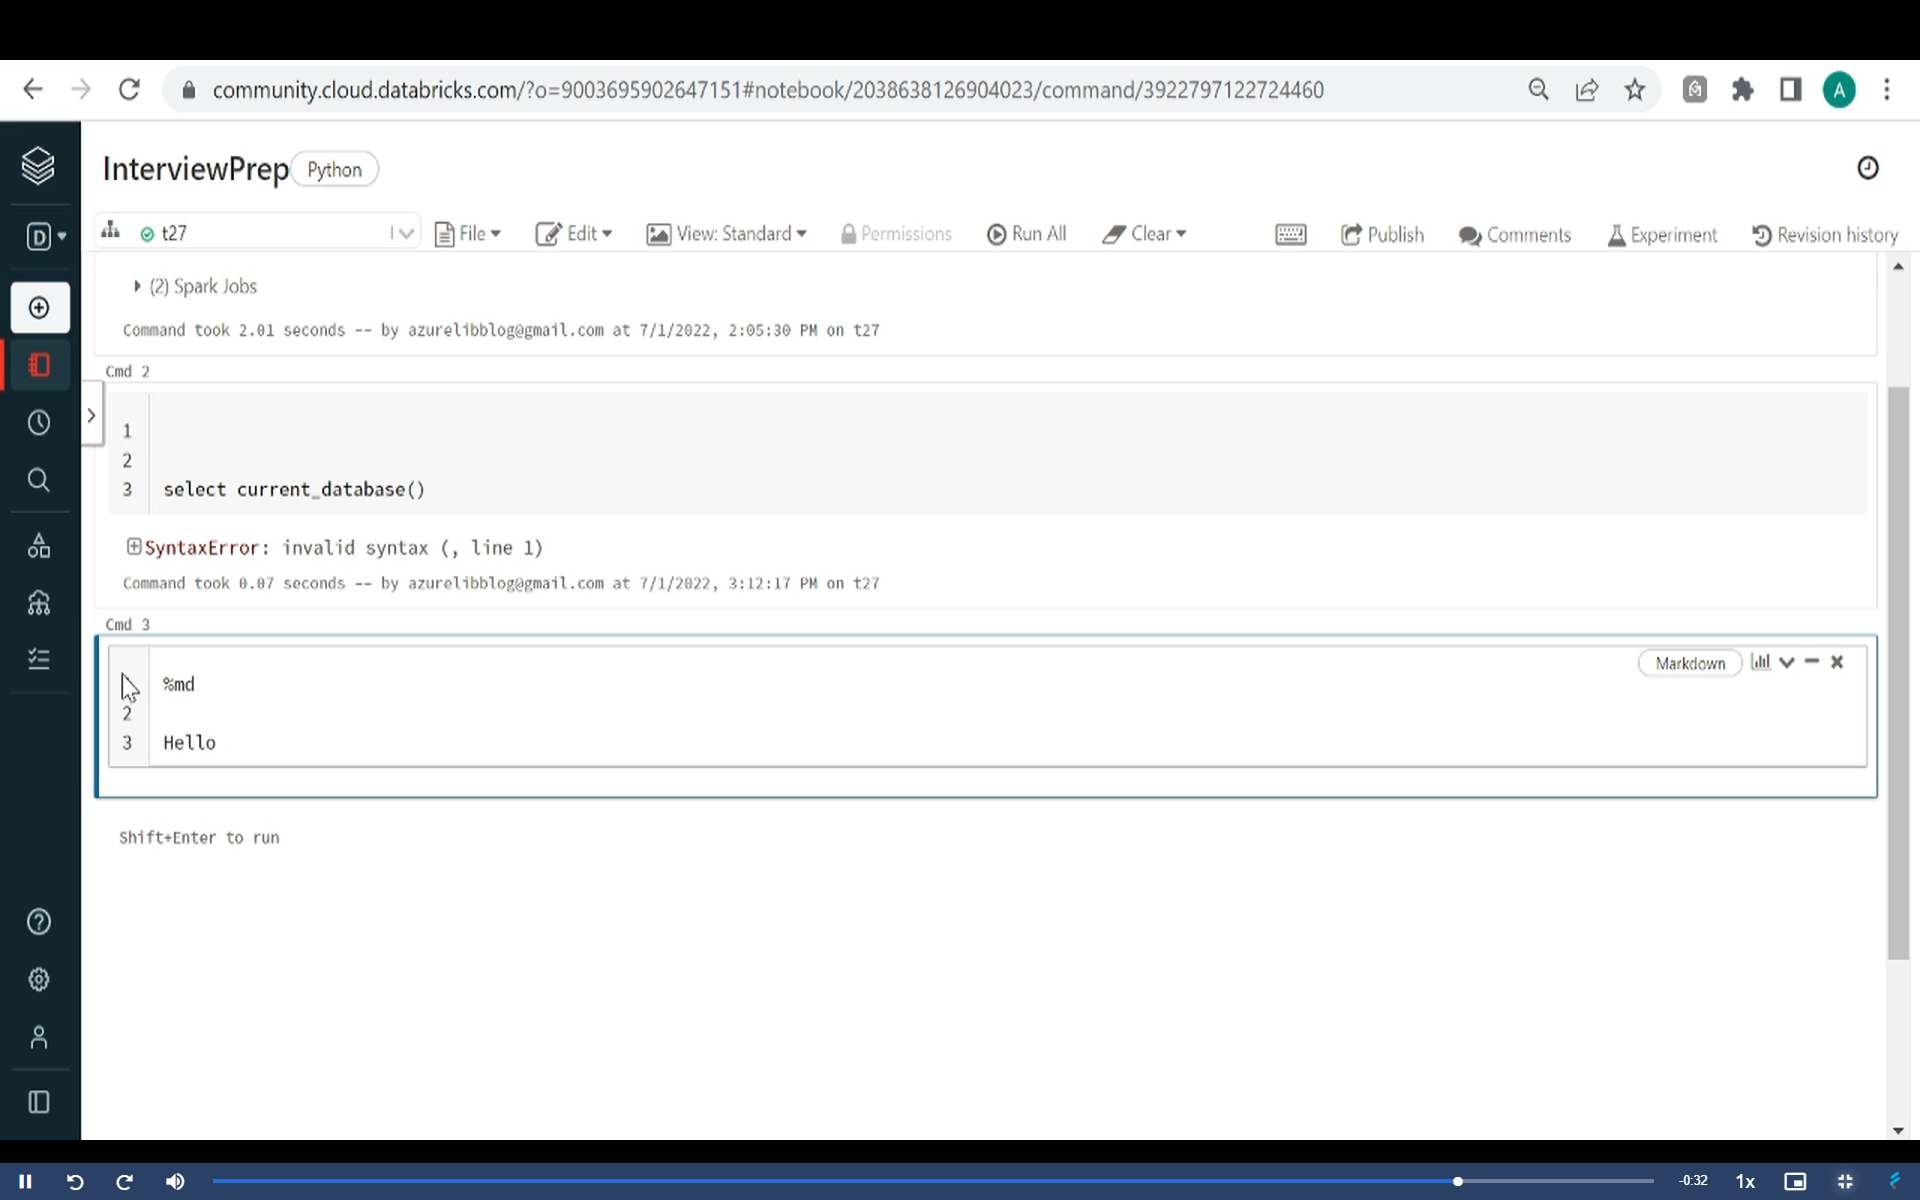 community.cloud.databricks.com/?o=9003695902647151#notebook/2038638126904023/command/3922797122724460
A
InterviewPrep Python
D
t27 File Edit View: Standard Permissions Run All Clear Publish Comments Experiment Revision history
(2) Spark Jobs
Command took 2.01 seconds -- by azurelibblog@gmail.com at 7/1/2022, 2:05:30 PM on t27
Cmd 2
1
2
3 select current_database()
SyntaxError: invalid syntax (, line 1)
Command took 0.07 seconds -- by azurelibblog@gmail.com at 7/1/2022, 3:12:17 PM on t27
Cmd 3
Markdown
%md
2
3 Hello
Shift+Enter to run
-0:32 1x